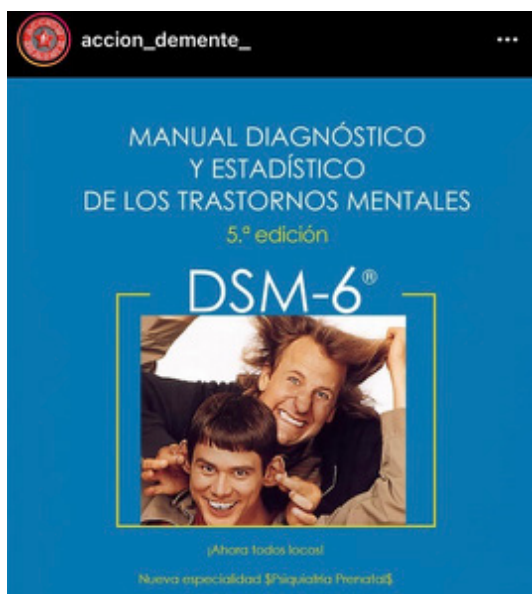 accion_demente_
MANUAL DIAGNÓSTICO
Y ESTADÍSTICO
DE LOS TRASTORNOS MENTALES
5.ª edición
DSM-6®
¡Ahora todos locos!
Nueva especialidad $Psiquiatría Prenatal$